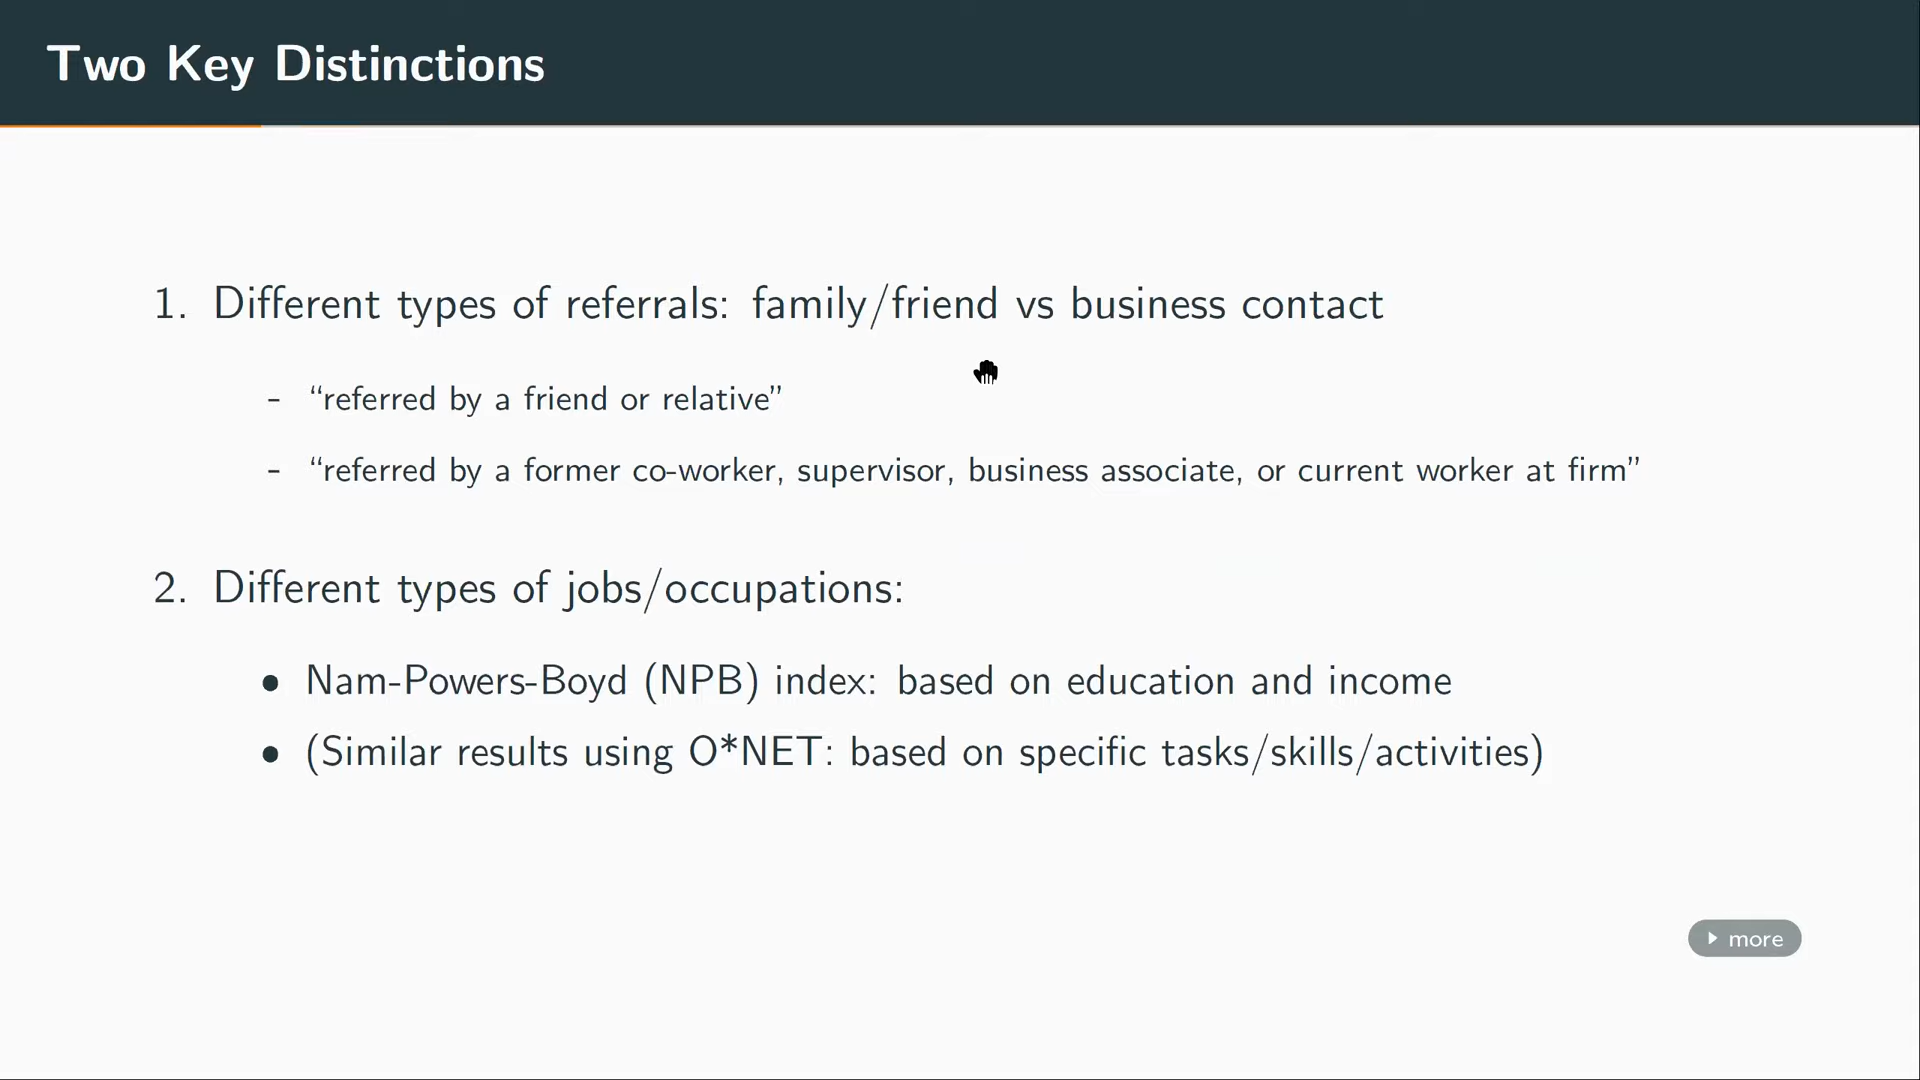 Two Key Distinctions
1. Different types of referrals: family/friend vs business contact
- “referred by a friend or relative”
- “referred by a former co-worker, supervisor, business associate, or current worker at firm”
2. Different types of jobs/occupations:
• Nam-Powers-Boyd (NPB) index: based on education and income
• (Similar results using O*NET: based on specific tasks/skills/activities)
more